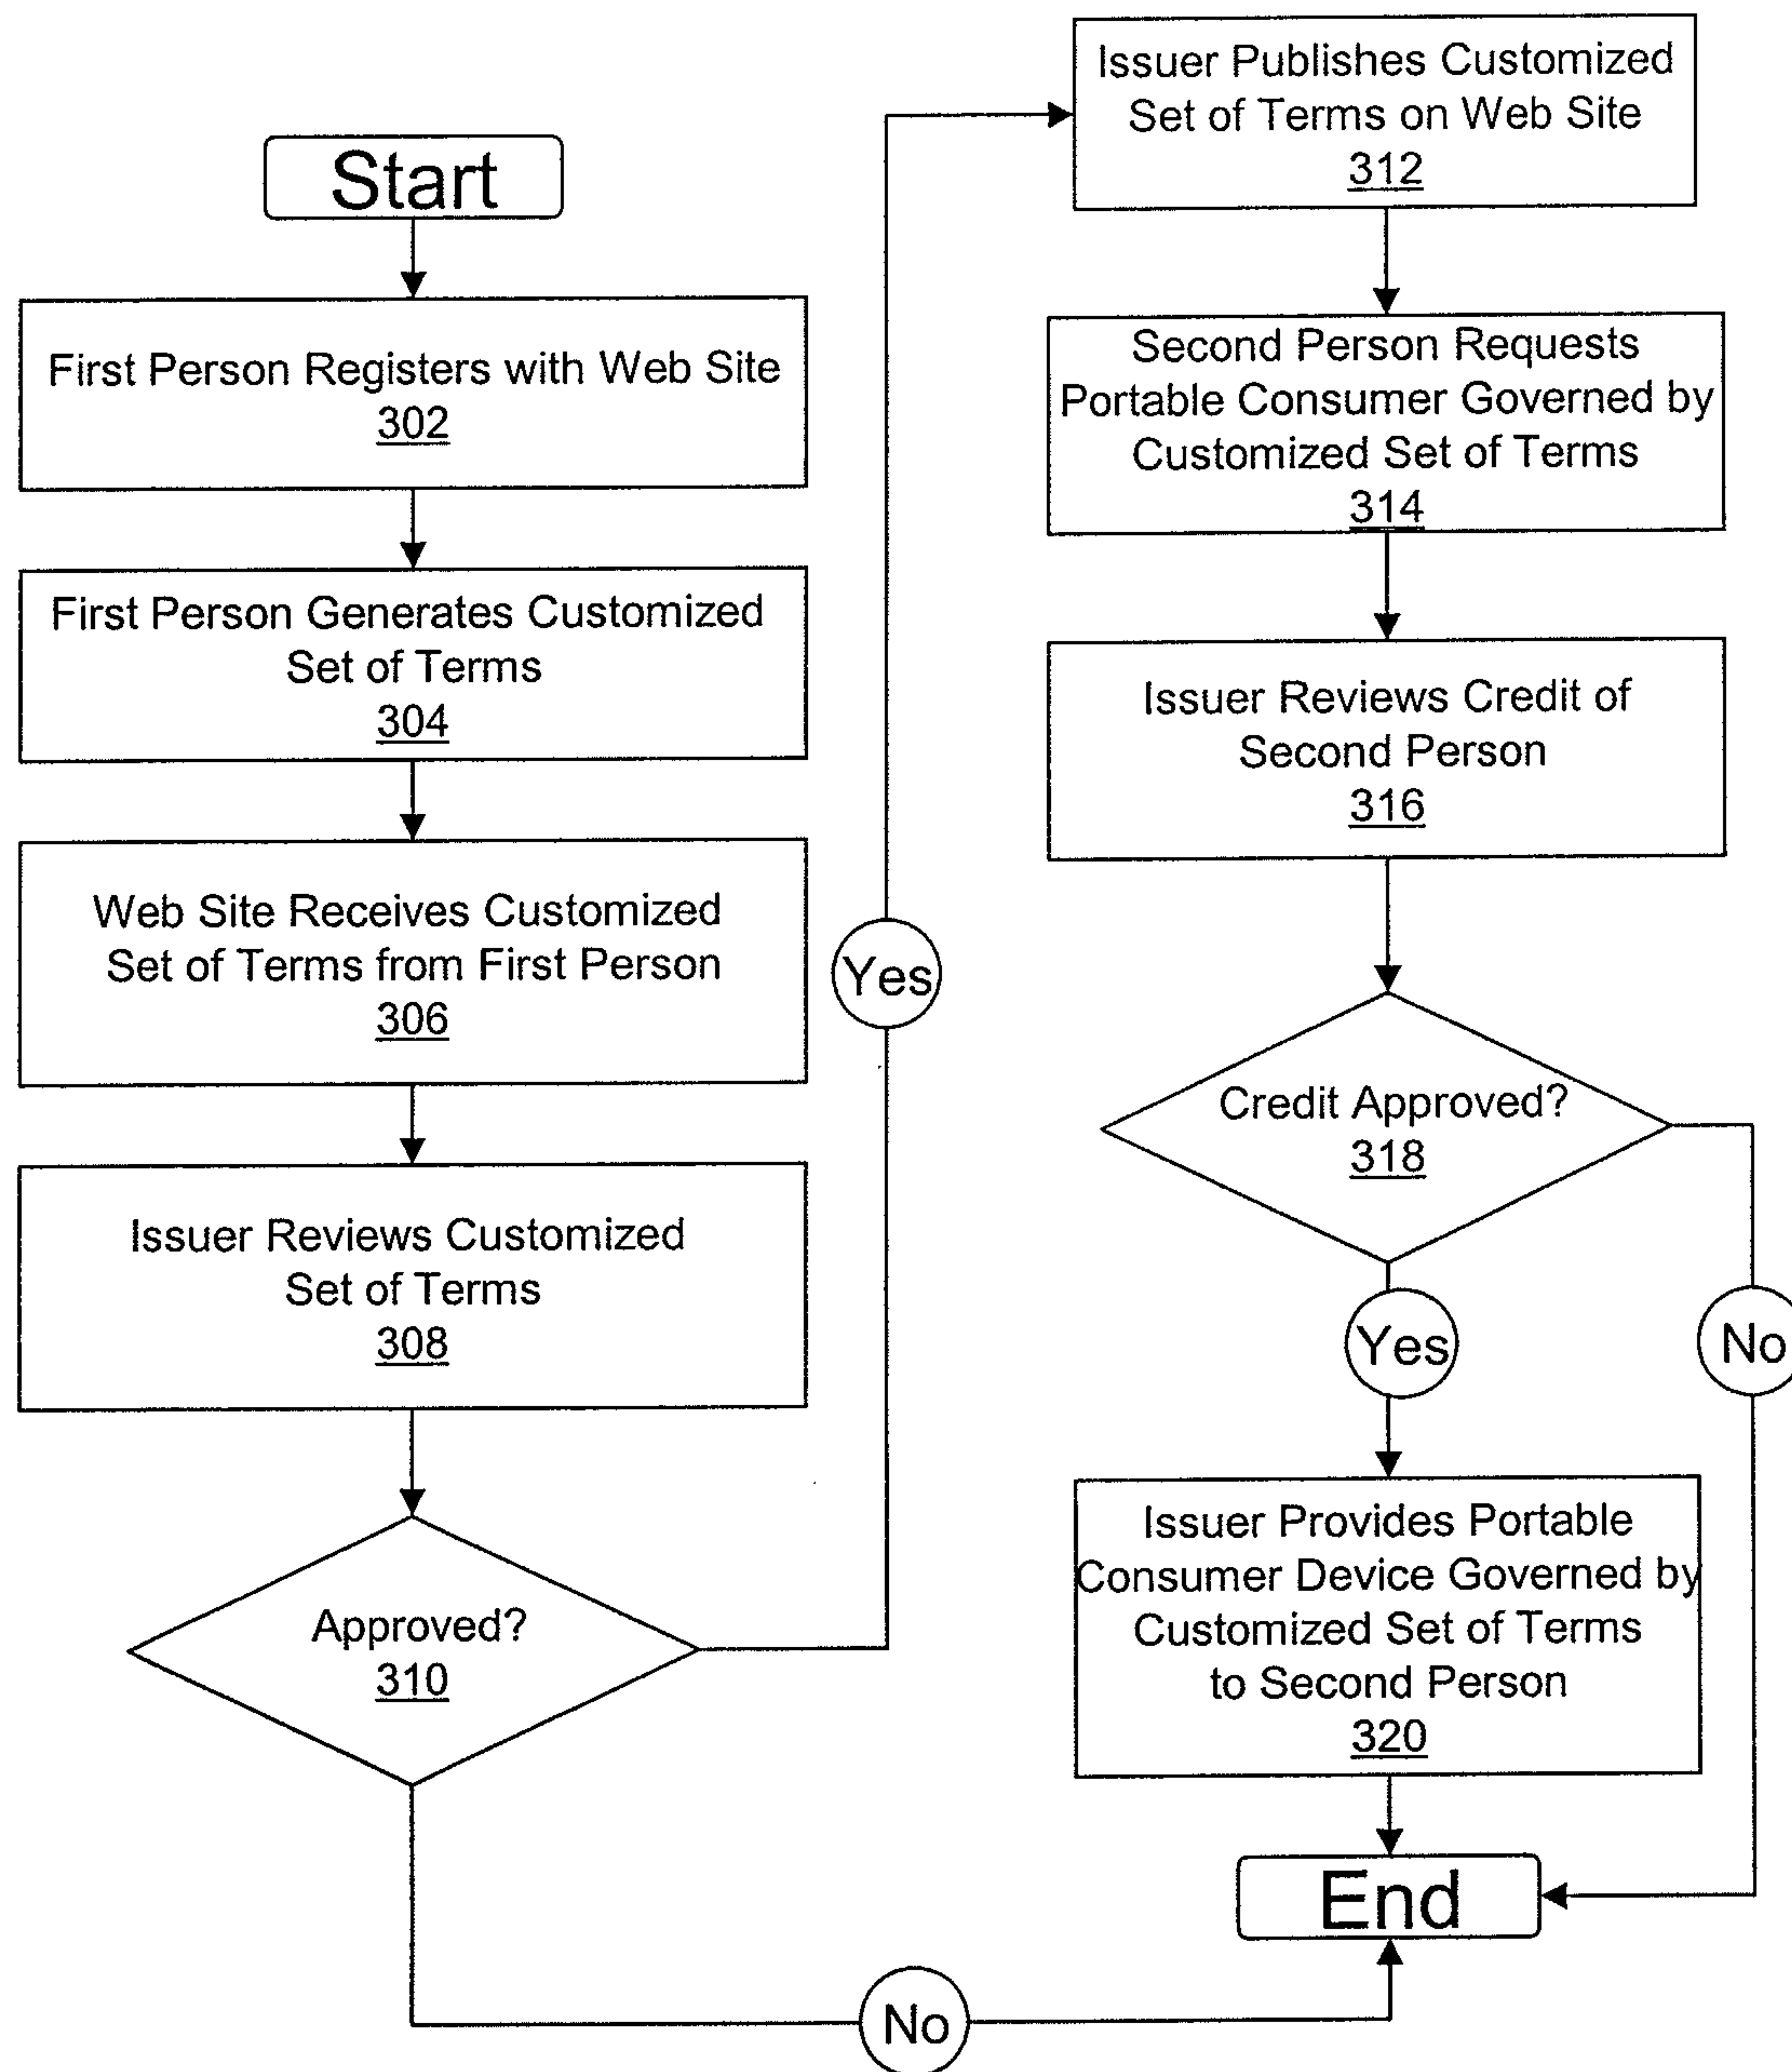 Start
First Person Registers with Web Site
302
First Person Generates Customized
Set of Terms
304
Web Site Receives Customized
Set of Terms from First Person
306
Issuer Reviews Customized
Set of Terms
308
Approved?
310
Yes
No
Issuer Publishes Customized
Set of Terms on Web Site
312
Second Person Requests
Portable Consumer Governed by
Customized Set of Terms
314
Issuer Reviews Credit of
Second Person
316
Credit Approved?
318
Yes
No
Issuer Provides Portable
Consumer Device Governed by
Customized Set of Terms
to Second Person
320
End